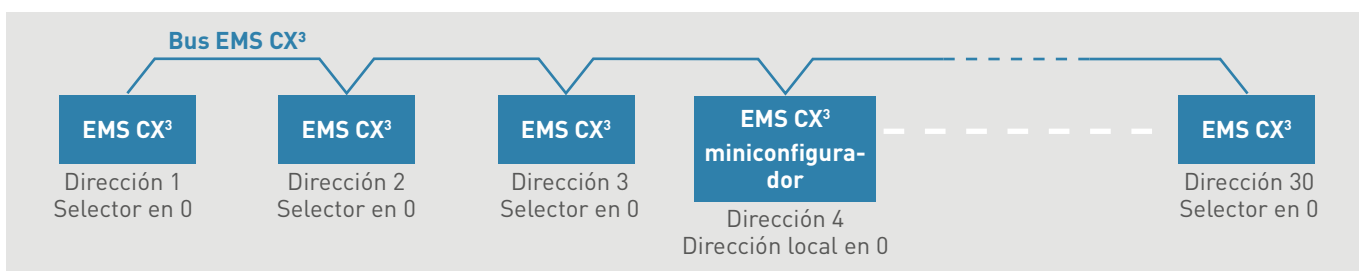 Bus EMS CX³
EMS CX³
EMS CX³
EMS CX³
EMS CX³
miniconfigura-
dor
EMS CX³
Dirección 1
Selector en 0
Dirección 2
Selector en 0
Dirección 3
Selector en 0
Dirección 4
Dirección local en 0
Dirección 30
Selector en 0